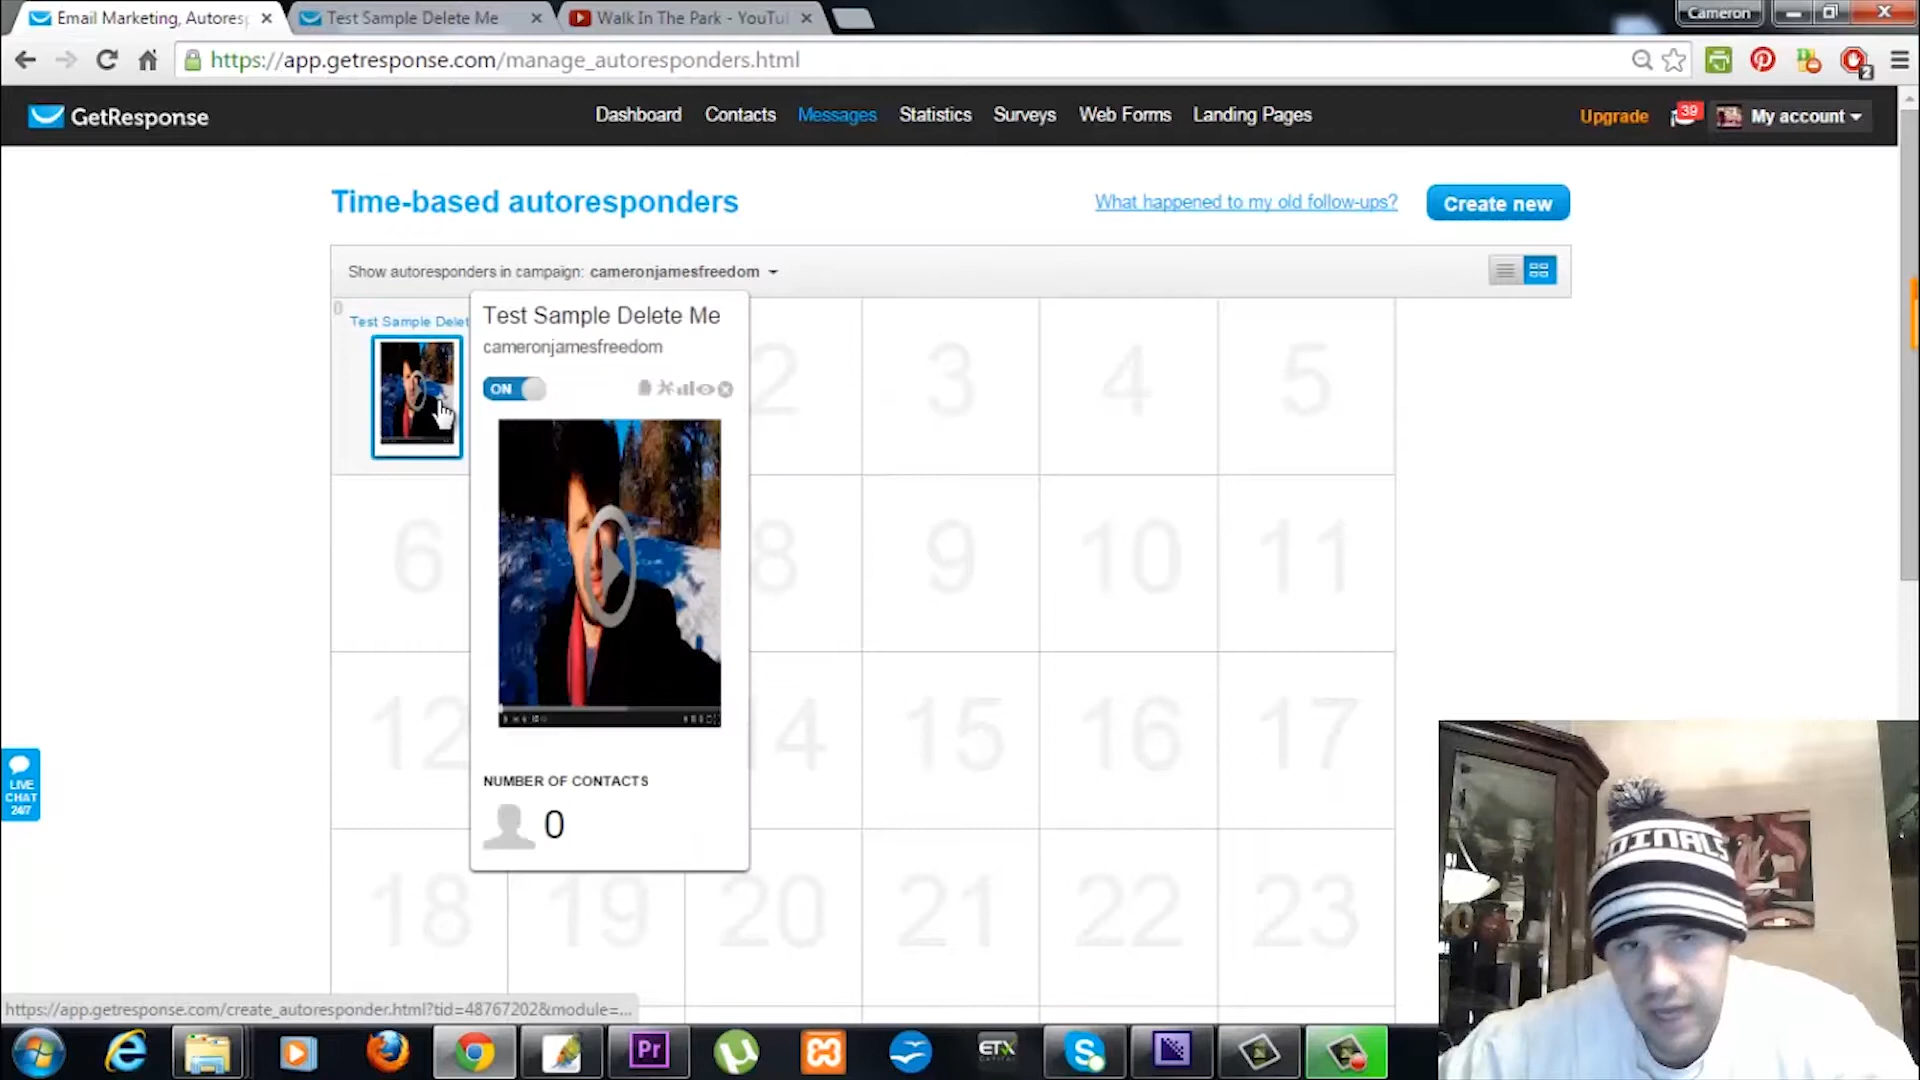 Email Marketing, Autores
Test Sample Delete Me
Walk In The Park - YouTu
Cameron
https://app.getresponse.com/manage_autoresponders.html
2
GetResponse
Dashboard
Contacts
Messages
Statistics
Surveys
Web Forms
Landing Pages
Upgrade
39
My account
Time-based autoresponders
What happened to my old follow-ups?
Create new
Show autoresponders in campaign: cameronjamesfreedom
0
Test Sample Delet
Test Sample Delete Me
cameronjamesfreedom
ON
2
3
4
5
6
8
9
10
11
12
14
15
16
17
NUMBER OF CONTACTS
0
18
19
20
21
22
23
LIVE
CHAT
24/7
DINALS
https://app.getresponse.com/create_autoresponder.html?tid=48767202&module=...
Pr
ETX